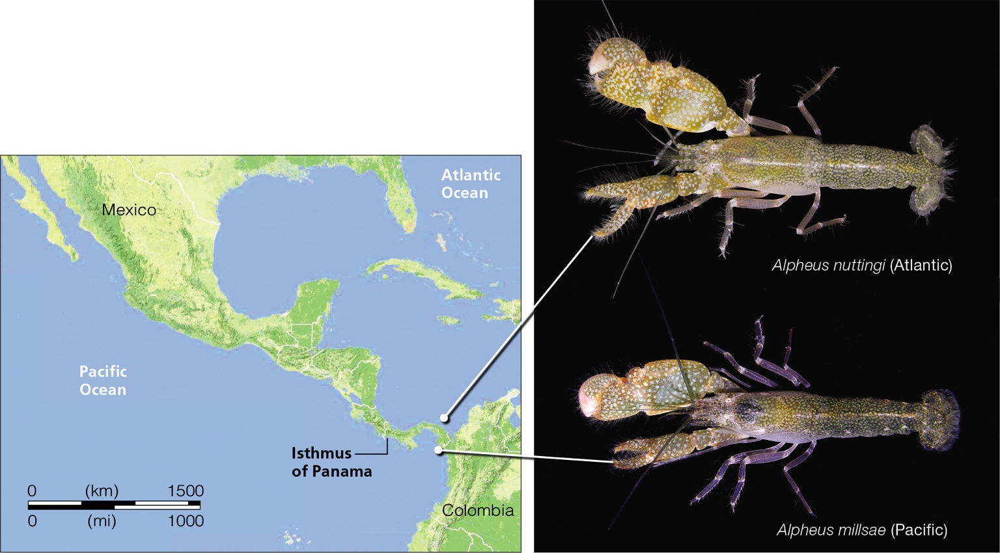 Atlantic
Ocean
Mexico
Pacific
Ocean
Isthmus
of Panama
Colombia
0 (km) 1500
0 (mi) 1000
Alpheus nuttingi (Atlantic)
Alpheus millsae (Pacific)